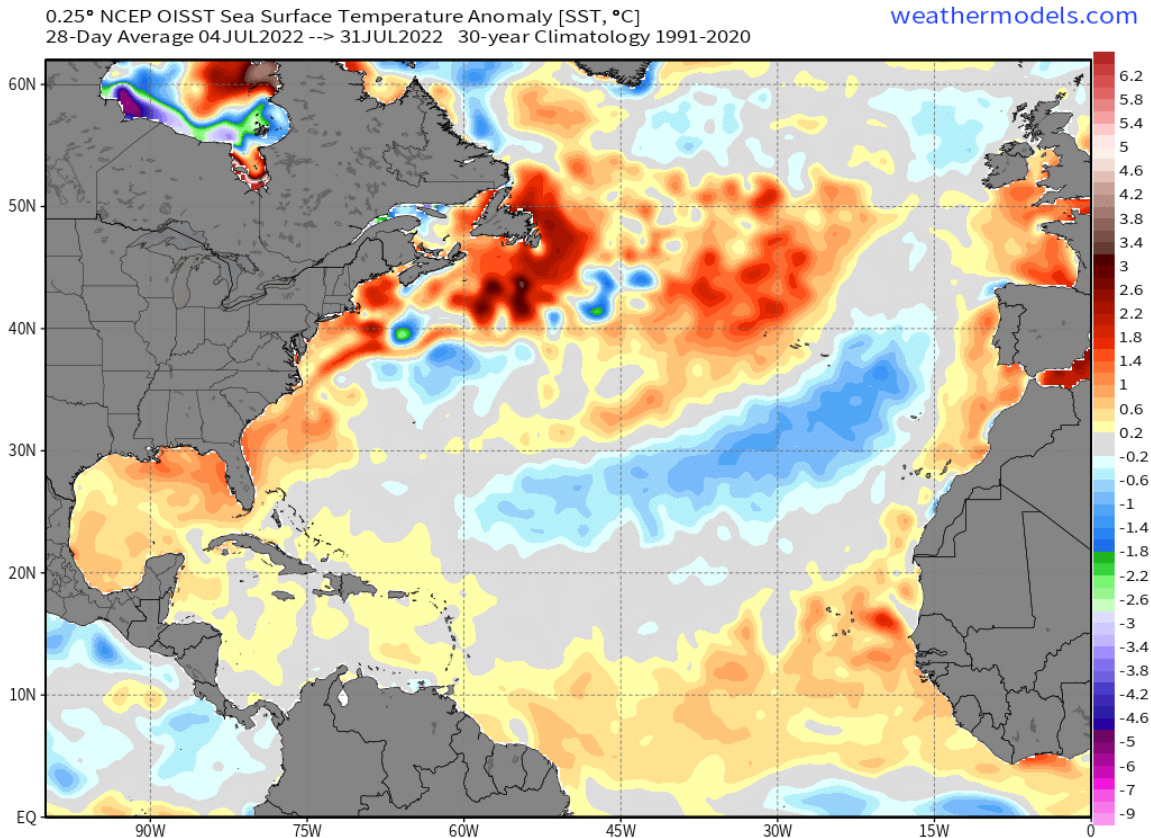 0.25° NCEP OISST Sea Surface Temperature Anomaly [SST, °C]
weathermodels.com
28-Day Average 04JUL2022 --> 31JUL2022 30-year Climatology 1991-2020
60N
50N
40N
30N
20N
10N
EQ
90W
75W
60W
45W
30W
15W
0
6.2
5.8
5.4
5
4.6
4.2
3.8
3.4
3
2.6
2.2
1.8
1.4
1
0.6
0.2
-0.2
-0.6
-1
-1.4
-1.8
-2.2
-2.6
-3
-3.4
-3.8
-4.2
-4.6
-5
-6
-7
-9